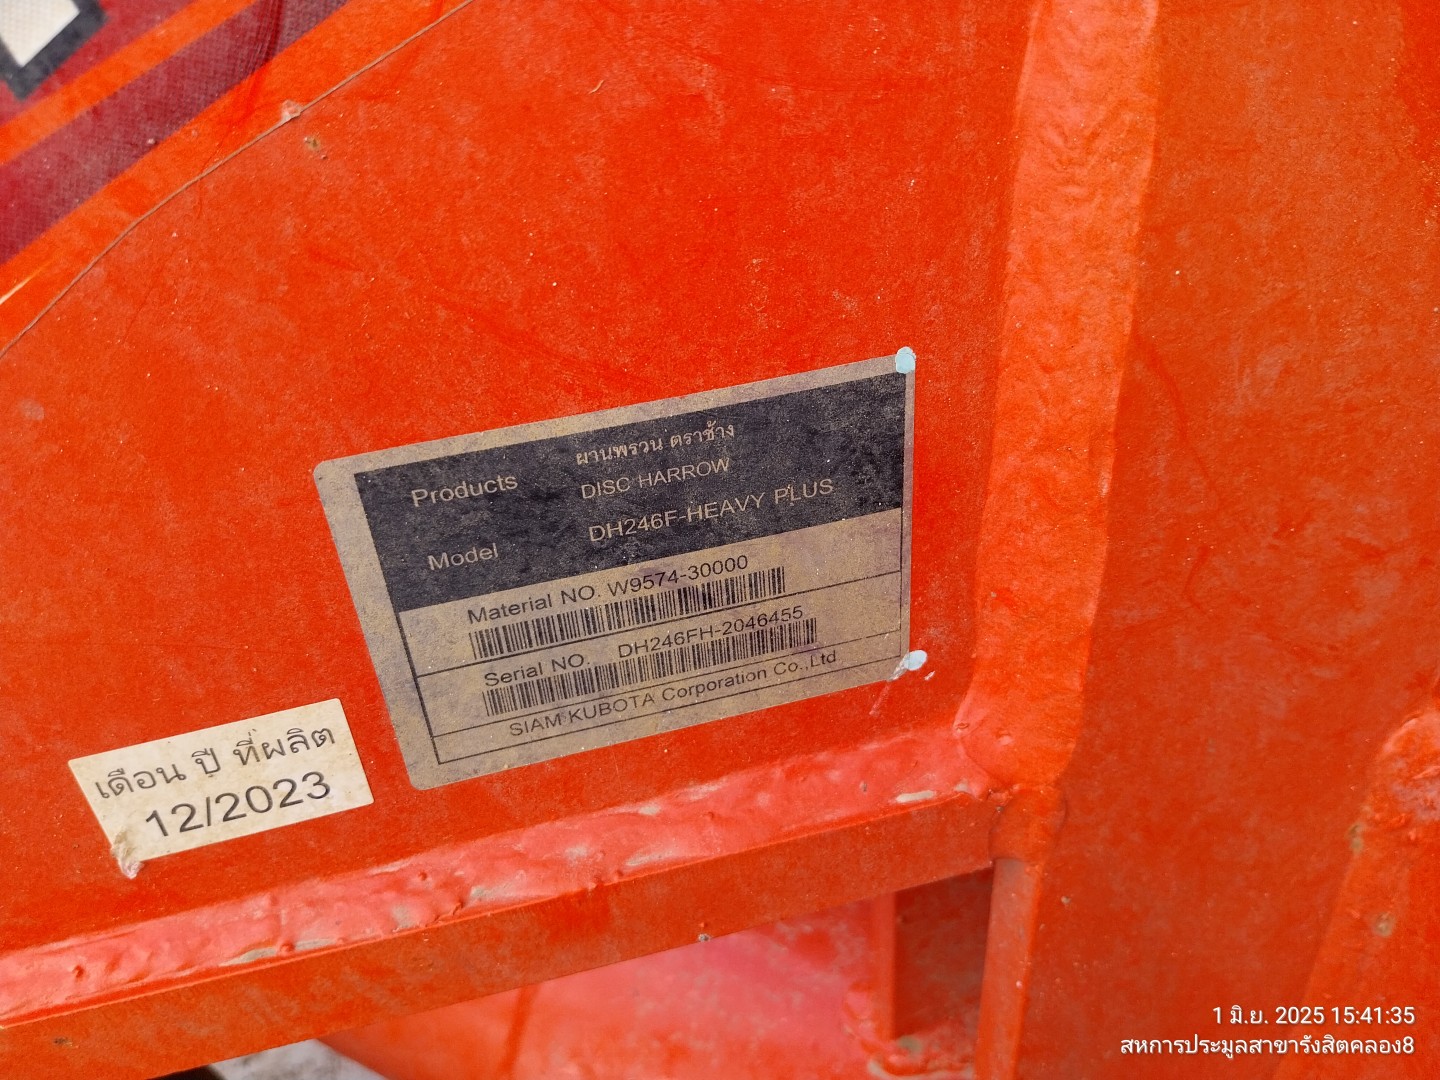 ผานพรวน ตราช้าง
Products DISC HARROW
Model DH246F-HEAVY PLUS
Material NO. W9574-30000
Serial NO. DH246FH-2046455
SIAM KUBOTA Corporation Co.,Ltd
เดือน ปี ที่ผลิต
12/2023
1 มิ.ย. 2025 15:41:35
สหการประมูลสาขารังสิตคลอง8